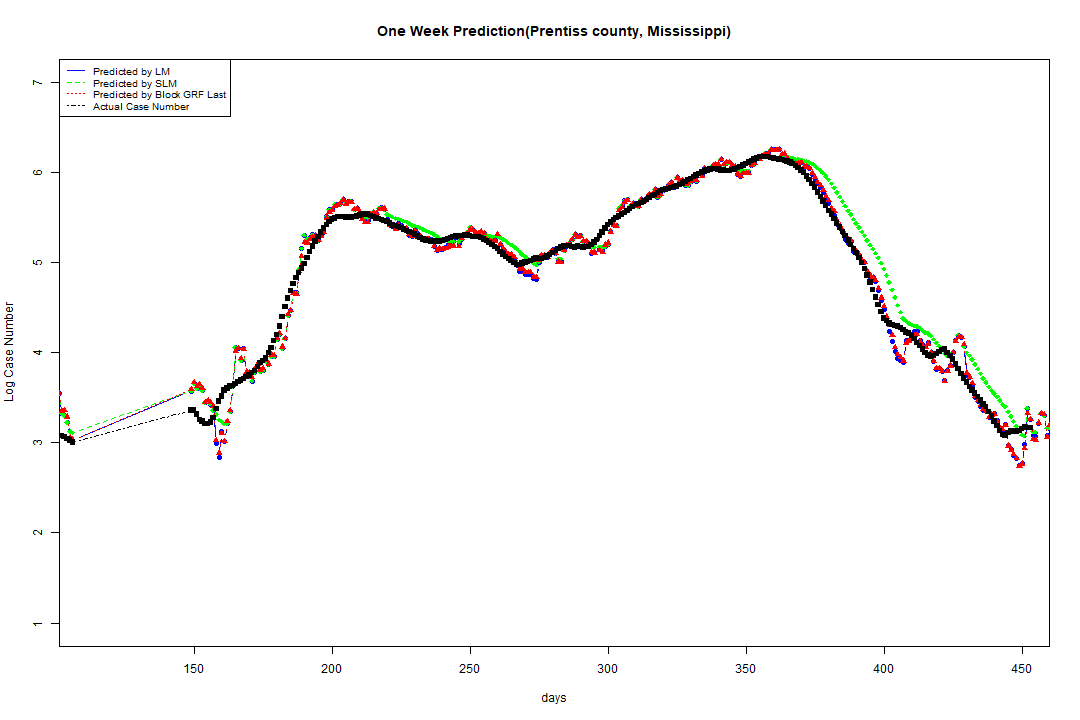 One Week Prediction(Prentiss county, Mississippi)
Predicted by LM
Predicted by SLM
Predicted by Block GRF Last
Actual Case Number
7
6
5
4
3
2
1
Log Case Number
150 200 250 300 350 400 450
days